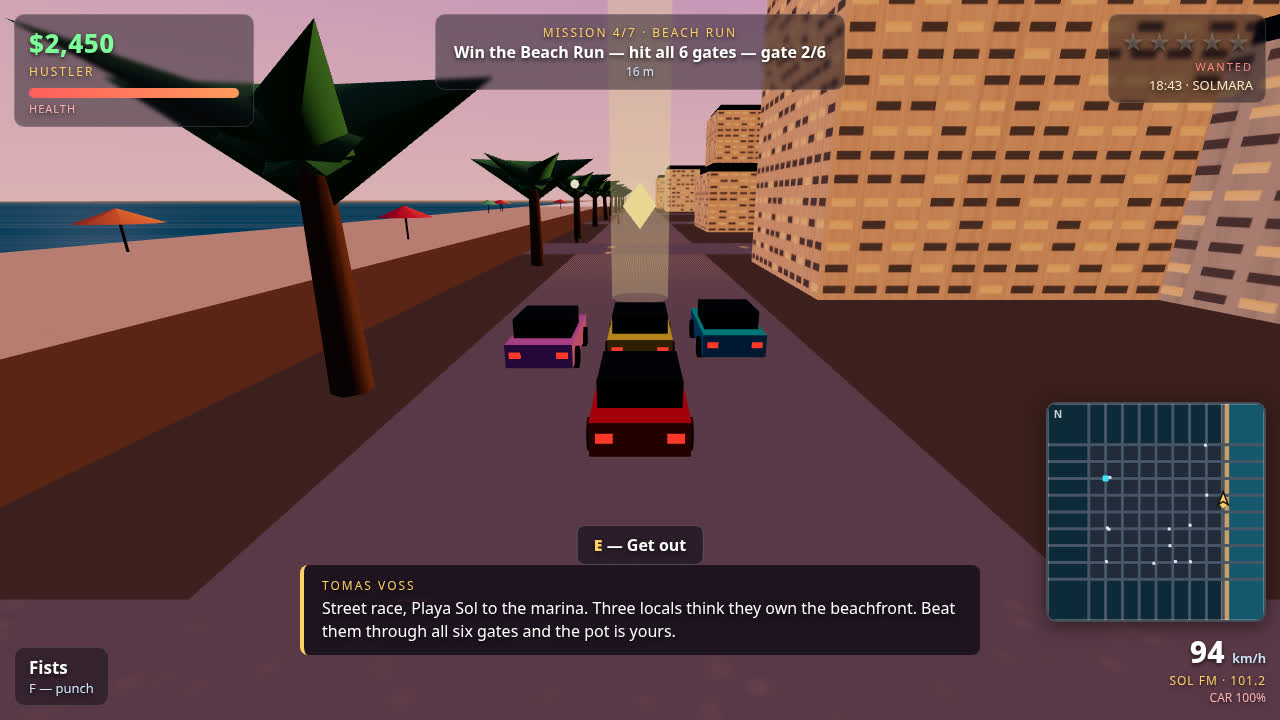 $2,450
HUSTLER
HEALTH
MISSION 4/7 · BEACH RUN
Win the Beach Run — hit all 6 gates — gate 2/6
16 m
★★★★★
WANTED
18:43 · SOLMARA
N
E — Get out
TOMAS VOSS
Street race, Playa Sol to the marina. Three locals think they own the beachfront. Beat
them through all six gates and the pot is yours.
Fists
F — punch
94 km/h
SOL FM · 101.2
CAR 100%